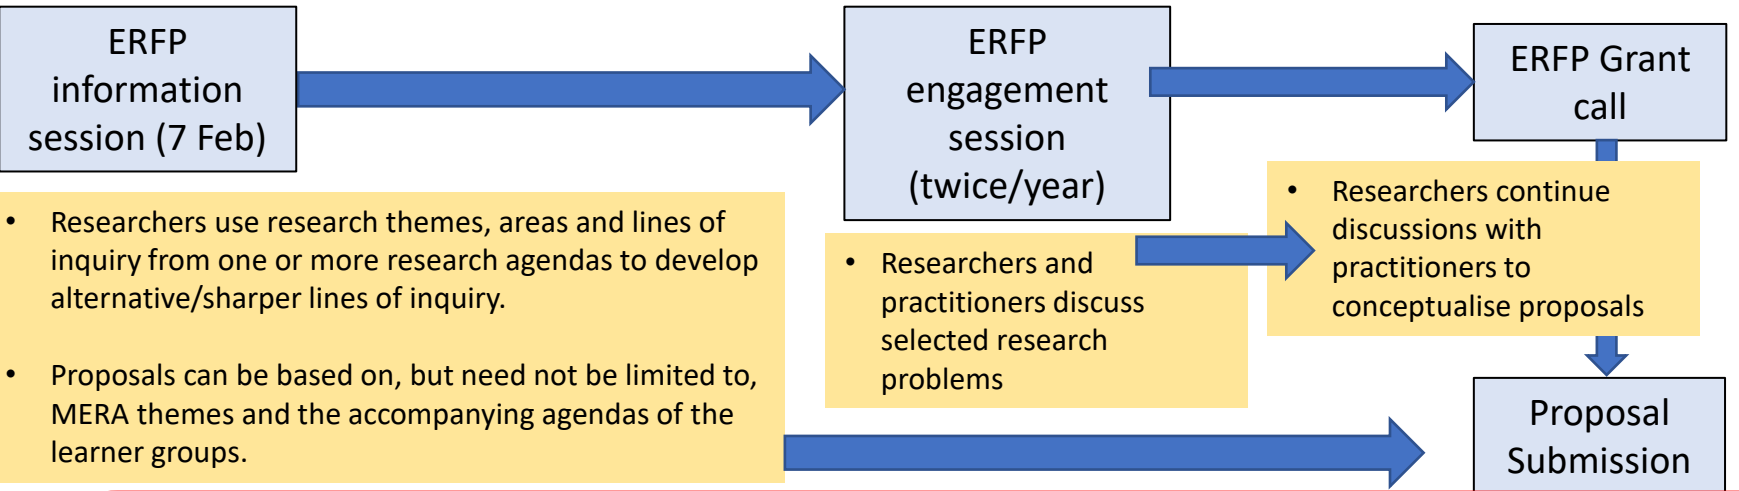 ERFP
information
session (7 Feb)
ERFP
engagement
session
(twice/year)
ERFP Grant
call
• Researchers use research themes, areas and lines of
inquiry from one or more research agendas to develop
alternative/sharper lines of inquiry.
• Proposals can be based on, but need not be limited to,
MERA themes and the accompanying agendas of the
learner groups.
• Researchers and
practitioners discuss
selected research
problems
• Researchers continue
discussions with
practitioners to
conceptualise proposals
Proposal
Submission